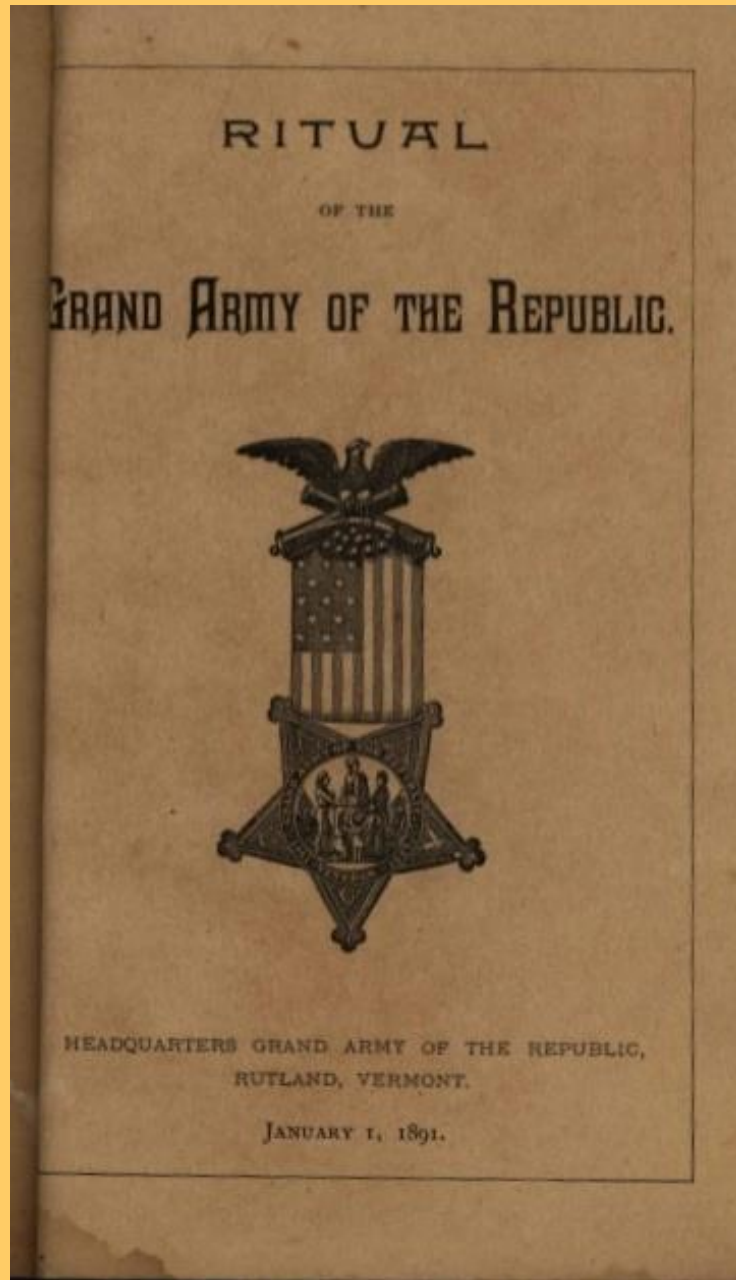 RITUAL
OF THE
GRAND ARMY OF THE REPUBLIC.
HEADQUARTERS GRAND ARMY OF THE REPUBLIC,
RUTLAND, VERMONT.
JANUARY 1, 1891.